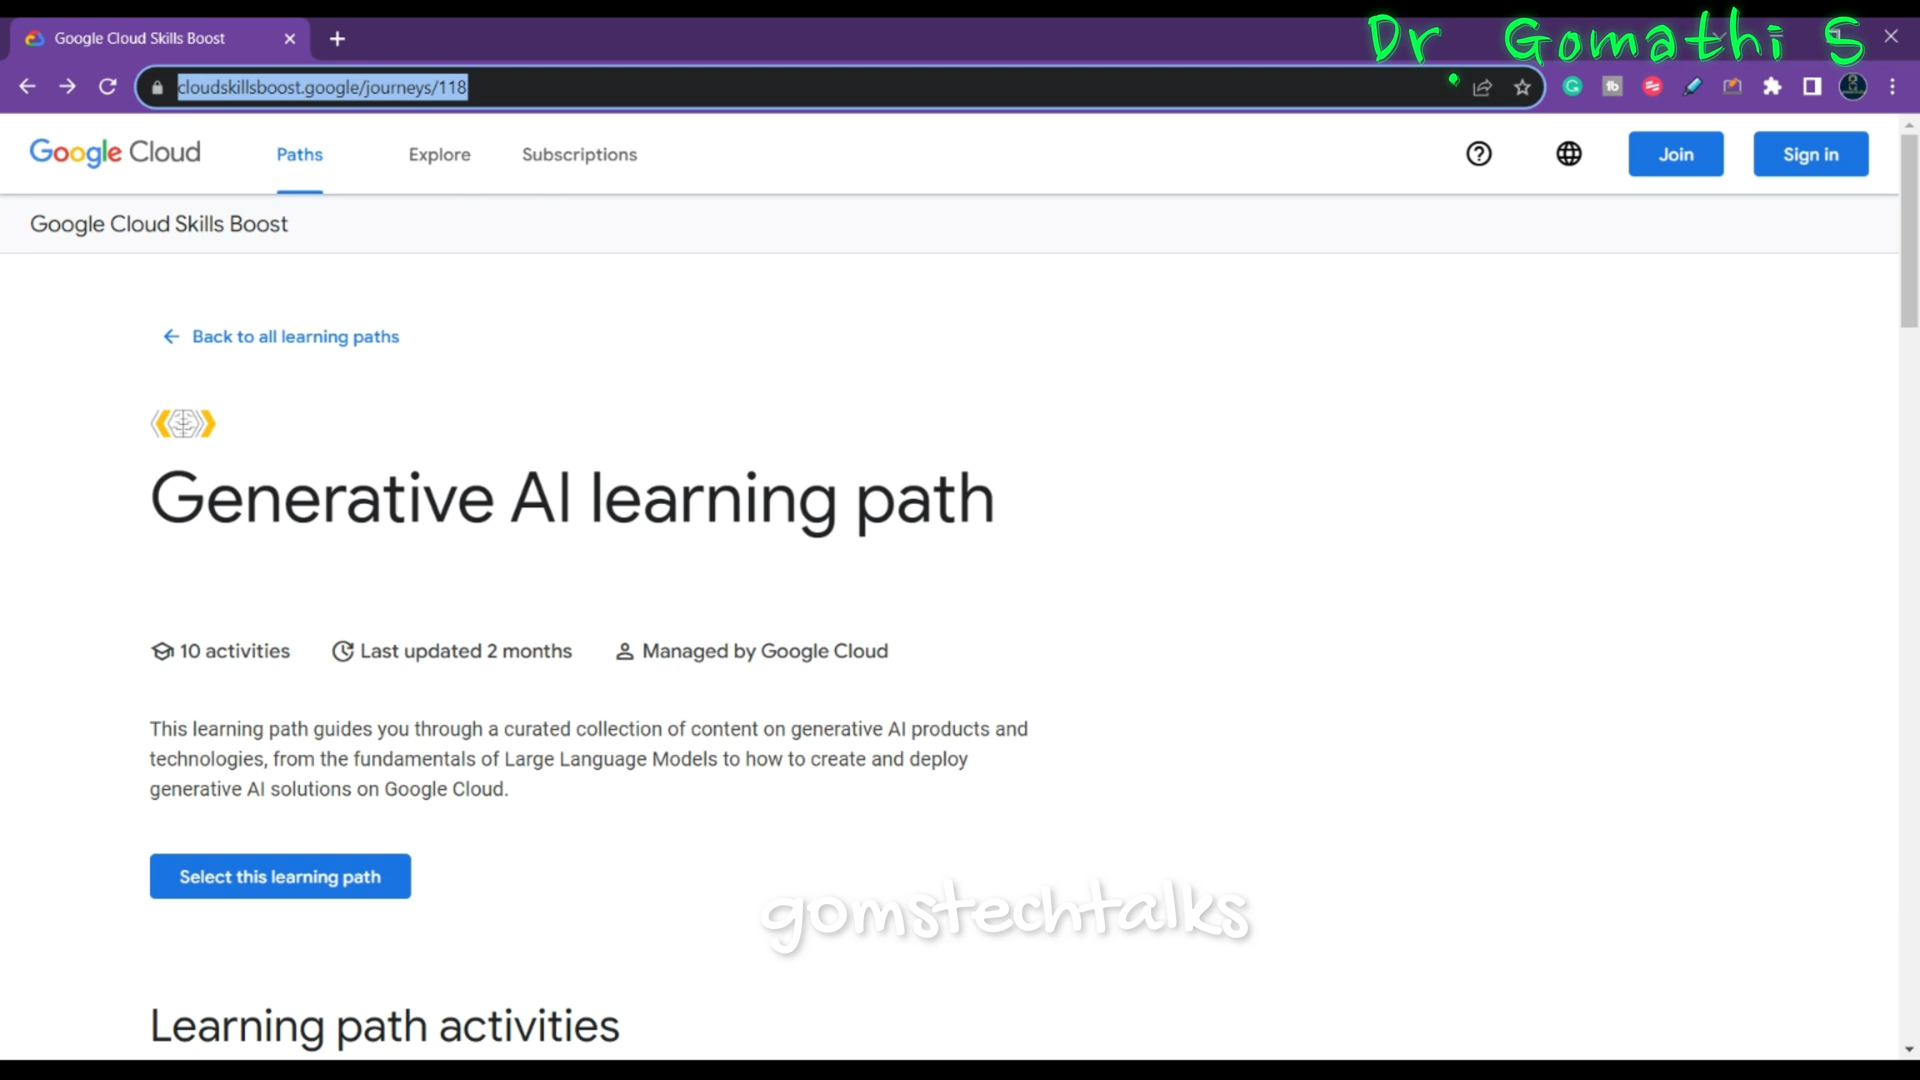 Dr Gomathi S
Google Cloud Skills Boost
cloudskillsboost.google/journeys/118
Google Cloud Paths Explore Subscriptions Join Sign in
Google Cloud Skills Boost
Back to all learning paths
Generative AI learning path
10 activities Last updated 2 months Managed by Google Cloud
This learning path guides you through a curated collection of content on generative AI products and
technologies, from the fundamentals of Large Language Models to how to create and deploy
generative AI solutions on Google Cloud.
Select this learning path
gomstechtalks
Learning path activities